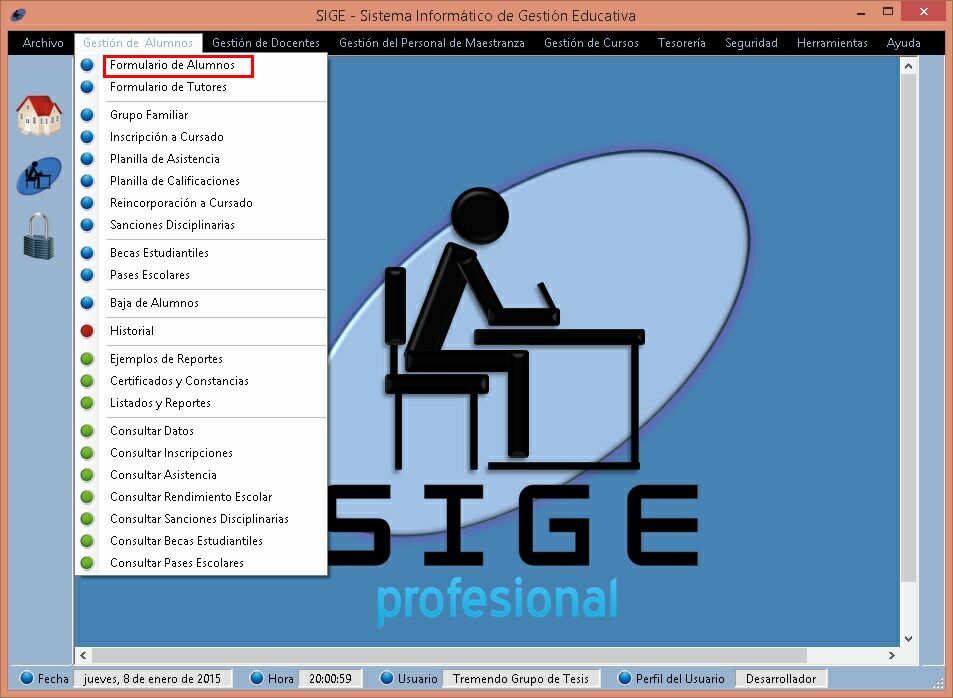 SIGE - Sistema Informático de Gestión Educativa
Archivo Gestión de Alumnos Gestión de Docentes Gestión del Personal de Maestranza Gestión de Cursos Tesorería Seguridad Herramientas Ayuda
Formulario de Alumnos
Formulario de Tutores
Grupo Familiar
Inscripción a Cursado
Planilla de Asistencia
Planilla de Calificaciones
Reincorporación a Cursado
Sanciones Disciplinarias
Becas Estudiantiles
Pases Escolares
Baja de Alumnos
Historial
Ejemplos de Reportes
Certificados y Constancias
Listados y Reportes
Consultar Datos
Consultar Inscripciones
Consultar Asistencia
Consultar Rendimiento Escolar
Consultar Sanciones Disciplinarias
Consultar Becas Estudiantiles
Consultar Pases Escolares
SIGE
profesional
Fecha jueves, 8 de enero de 2015 Hora 20:00:59 Usuario Tremendo Grupo de Tesis Perfil del Usuario Desarrollador